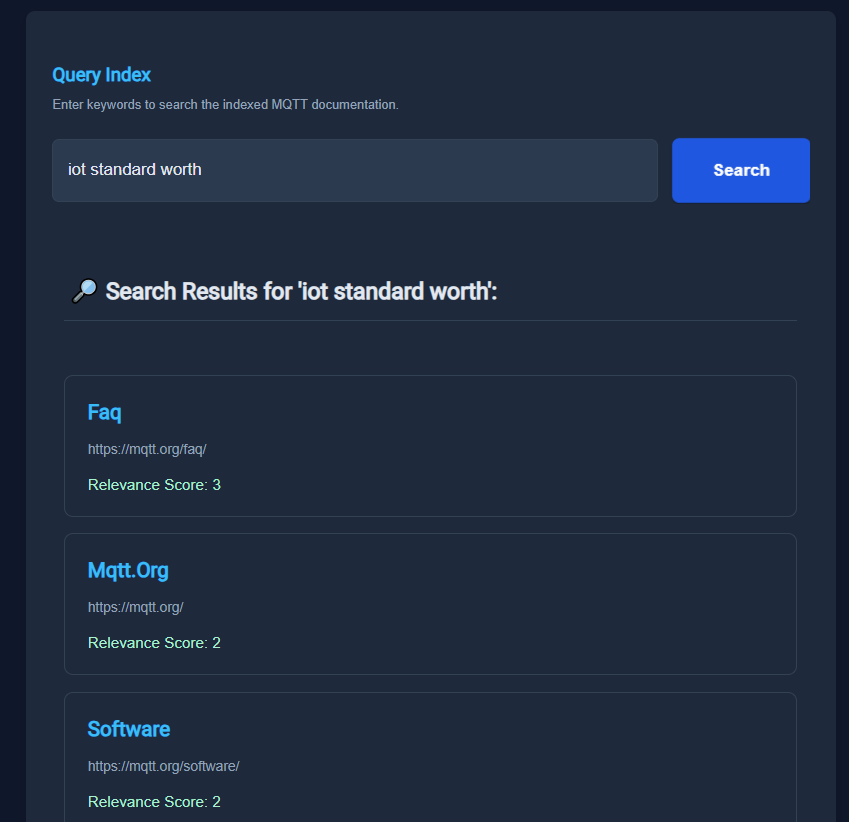 Query Index
Enter keywords to search the indexed MQTT documentation.
iot standard worth
Search
Search Results for 'iot standard worth':
Faq
https://mqtt.org/faq/
Relevance Score: 3
Mqtt.Org
https://mqtt.org/
Relevance Score: 2
Software
https://mqtt.org/software/
Relevance Score: 2